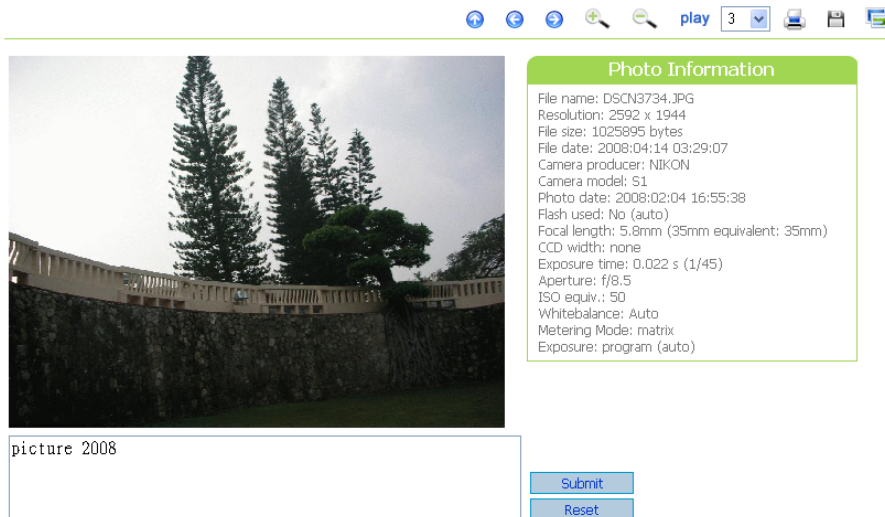 play 3
Photo Information
File name: DSCN3734.JPG
Resolution: 2592 x 1944
File size: 1025895 bytes
File date: 2008:04:14 03:29:07
Camera producer: NIKON
Camera model: S1
Photo date: 2008:02:04 16:55:38
Flash used: No (auto)
Focal length: 5.8mm (35mm equivalent: 35mm)
CCD width: none
Exposure time: 0.022 s (1/45)
Aperture: f/8.5
ISO equiv.: 50
Whitebalance: Auto
Metering Mode: matrix
Exposure: program (auto)
picture 2008
Submit
Reset